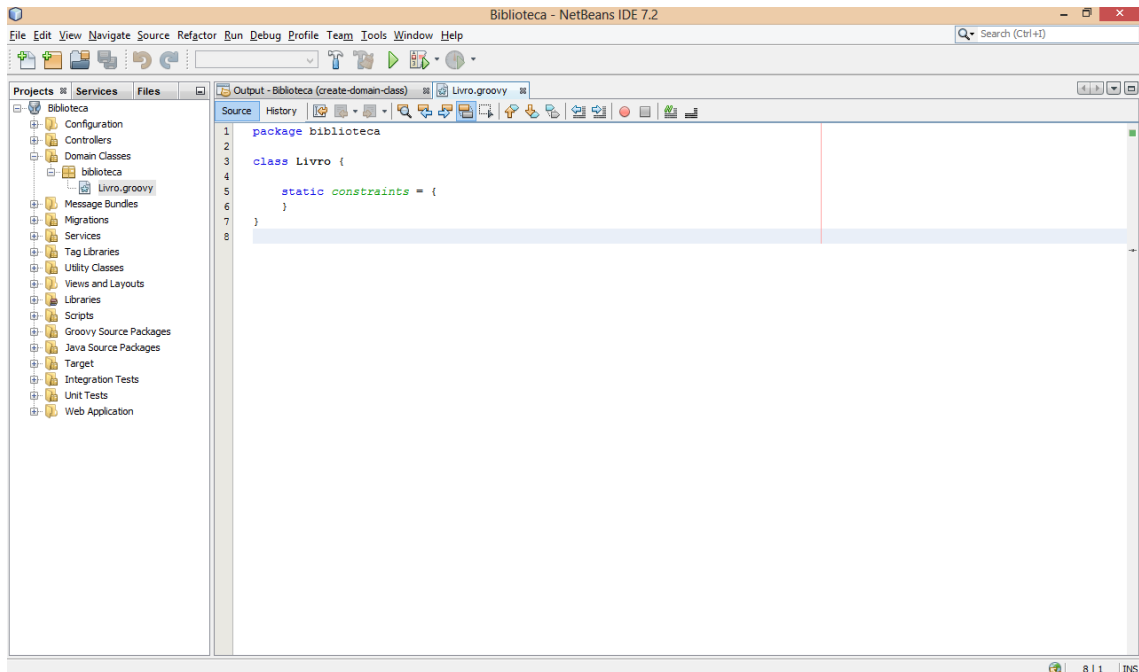 Biblioteca - NetBeans IDE 7.2
File Edit View Navigate Source Refactor Run Debug Profile Team Tools Window Help
Search (Ctrl+I)
Projects Services Files
Output - Biblioteca (create-domain-class) Livro.groovy
Source History
Biblioteca
Configuration
Controllers
Domain Classes
biblioteca
Livro.groovy
Message Bundles
Migrations
Services
Tag Libraries
Utility Classes
Views and Layouts
Libraries
Scripts
Groovy Source Packages
Java Source Packages
Target
Integration Tests
Unit Tests
Web Application
1 package biblioteca
2
3 class Livro {
4
5 static constraints = {
6 }
7 }
8
8 | 1 INS